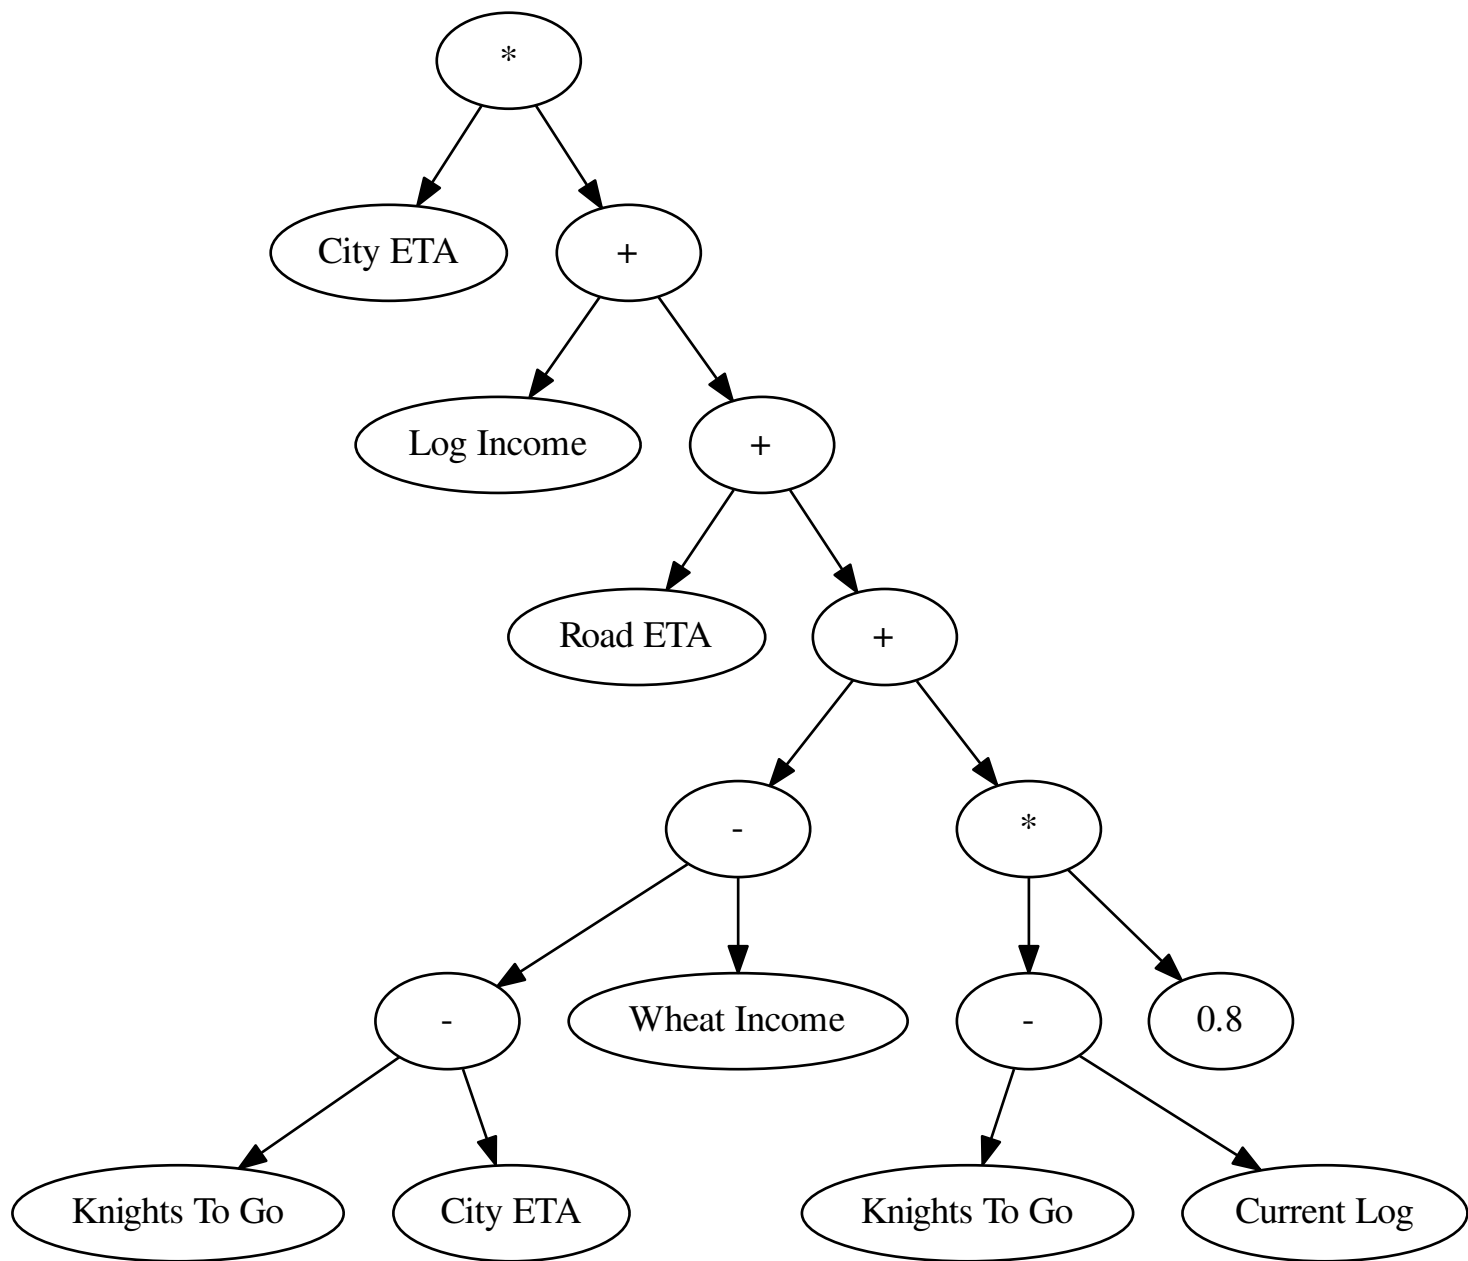 *
City ETA
+
Log Income
+
Road ETA
+
-
*
-
Wheat Income
-
0.8
Knights To Go
City ETA
Knights To Go
Current Log